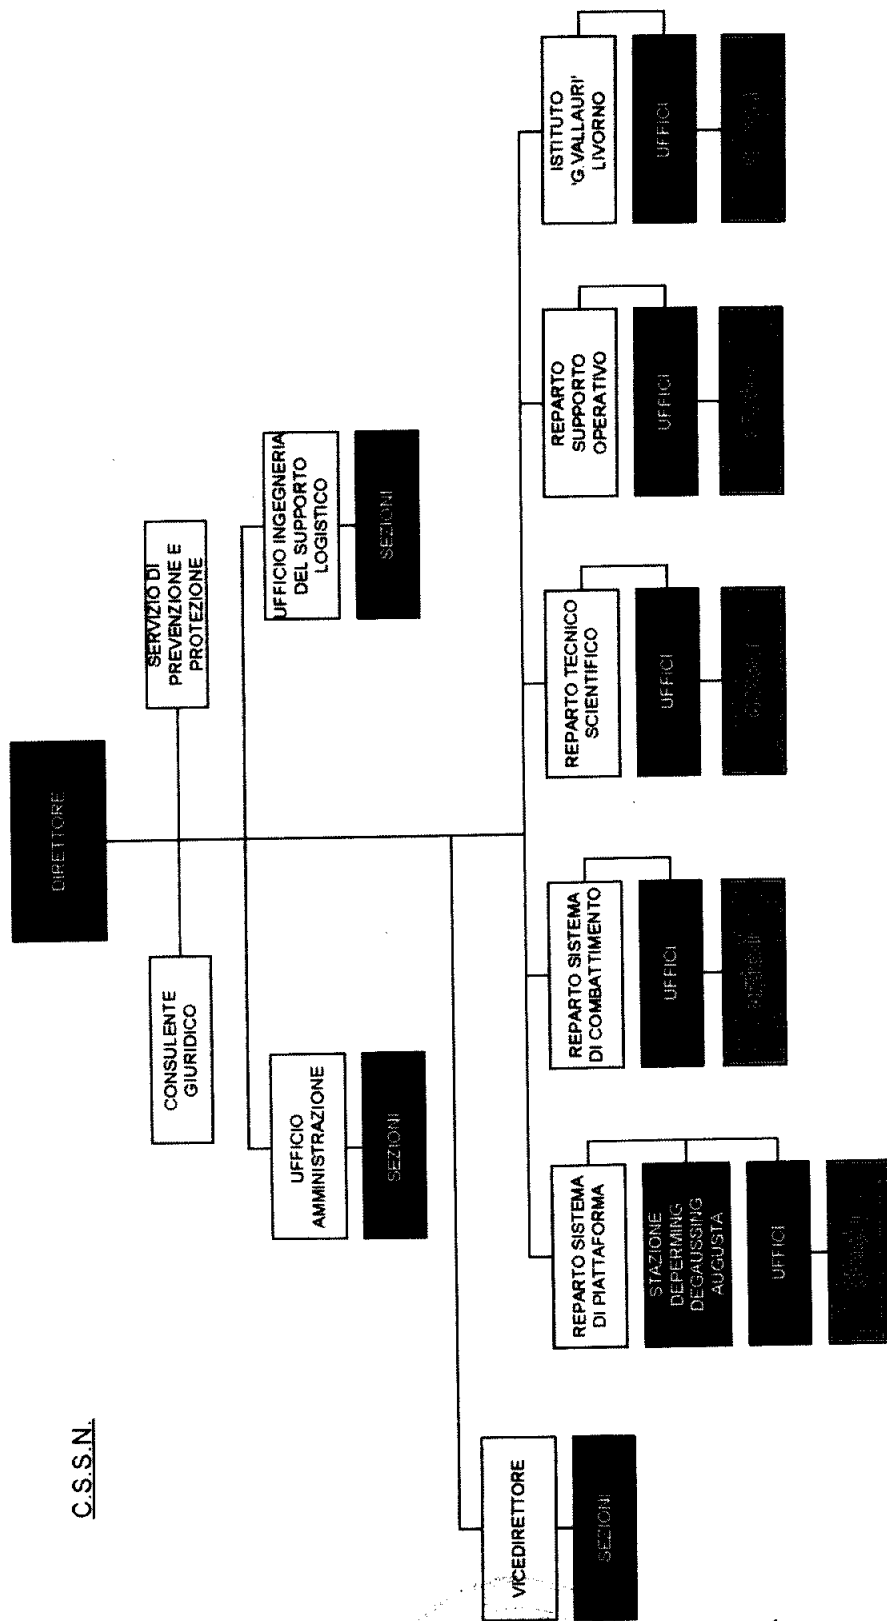 C.S.S.N.
DIRETTORE
CONSULENTE
GIURIDICO
SERVIZIO DI
PREVENZIONE E
PROTEZIONE
UFFICIO
AMMINISTRAZIONE
SEZIONI
UFFICIO INGEGNERIA
DEL SUPPORTO
LOGISTICO
SEZIONI
VICEDIRETTORE
SEZIONI
REPARTO SISTEMA
DI PIATTAFORMA
STAZIONE
DEPERMING
DEGAUSSING
AUGUSTA
UFFICI
REPARTO SISTEMA
DI COMBATTIMENTO
UFFICI
REPARTO TECNICO
SCIENTIFICO
UFFICI
REPARTO
SUPPORTO
OPERATIVO
UFFICI
ISTITUTO
'G.VALLAURI'
LIVORNO
UFFICI